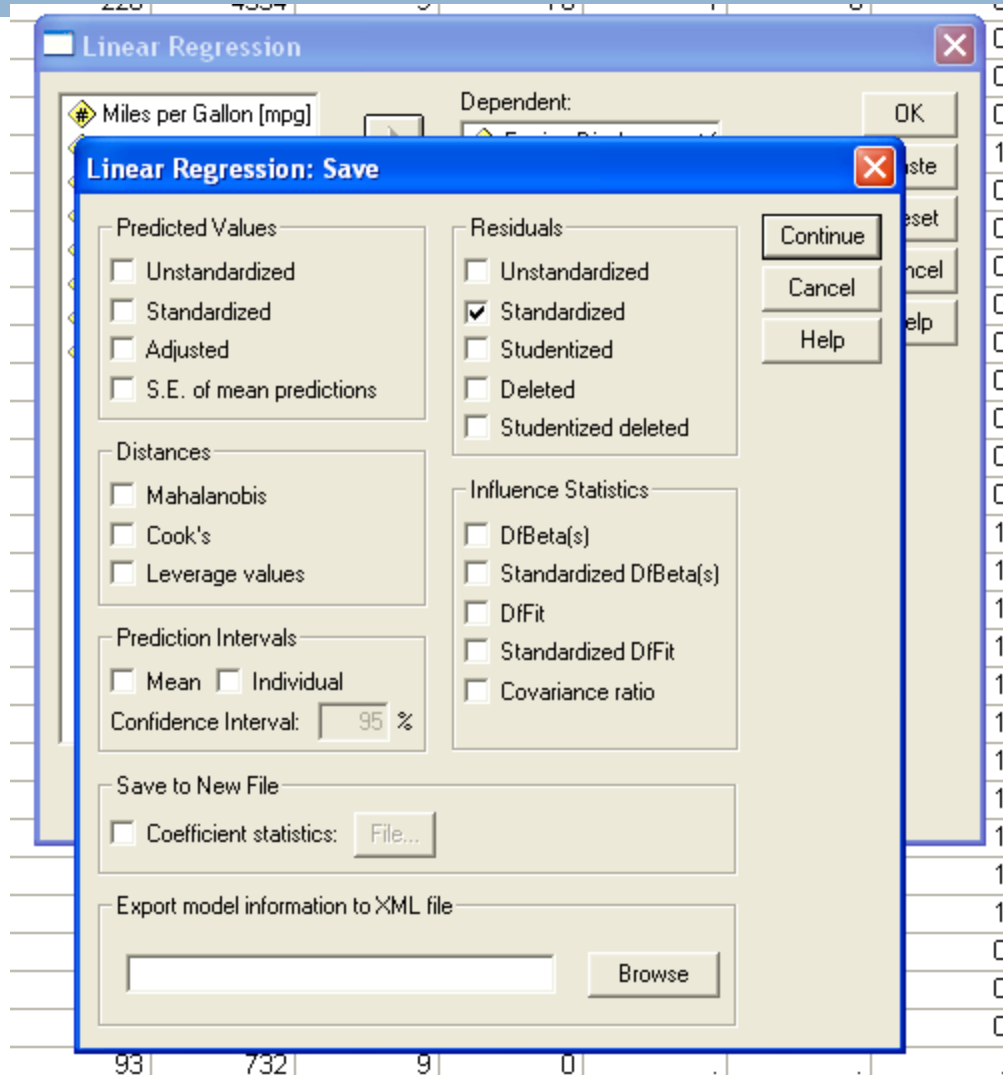 Linear Regression
Miles per Gallon [mpg]
Dependent:
OK
Linear Regression: Save
Predicted Values
Unstandardized
Standardized
Adjusted
S.E. of mean predictions
Distances
Mahalanobis
Cook's
Leverage values
Prediction Intervals
Mean Individual
Confidence Interval: 95 %
Residuals
Unstandardized
Standardized
Studentized
Deleted
Studentized deleted
Influence Statistics
DfBeta(s)
Standardized DfBeta(s)
DfFit
Standardized DfFit
Covariance ratio
Continue
Cancel
Help
Save to New File
Coefficient statistics: File...
Export model information to XML file
Browse
93 732 9 0 . .